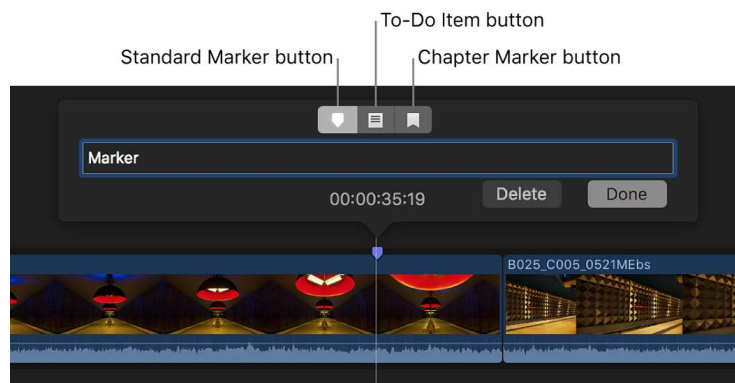 To-Do Item button
Standard Marker button
Chapter Marker button
Marker
00:00:35:19
Delete
Done
B025_C005_0521MEbs